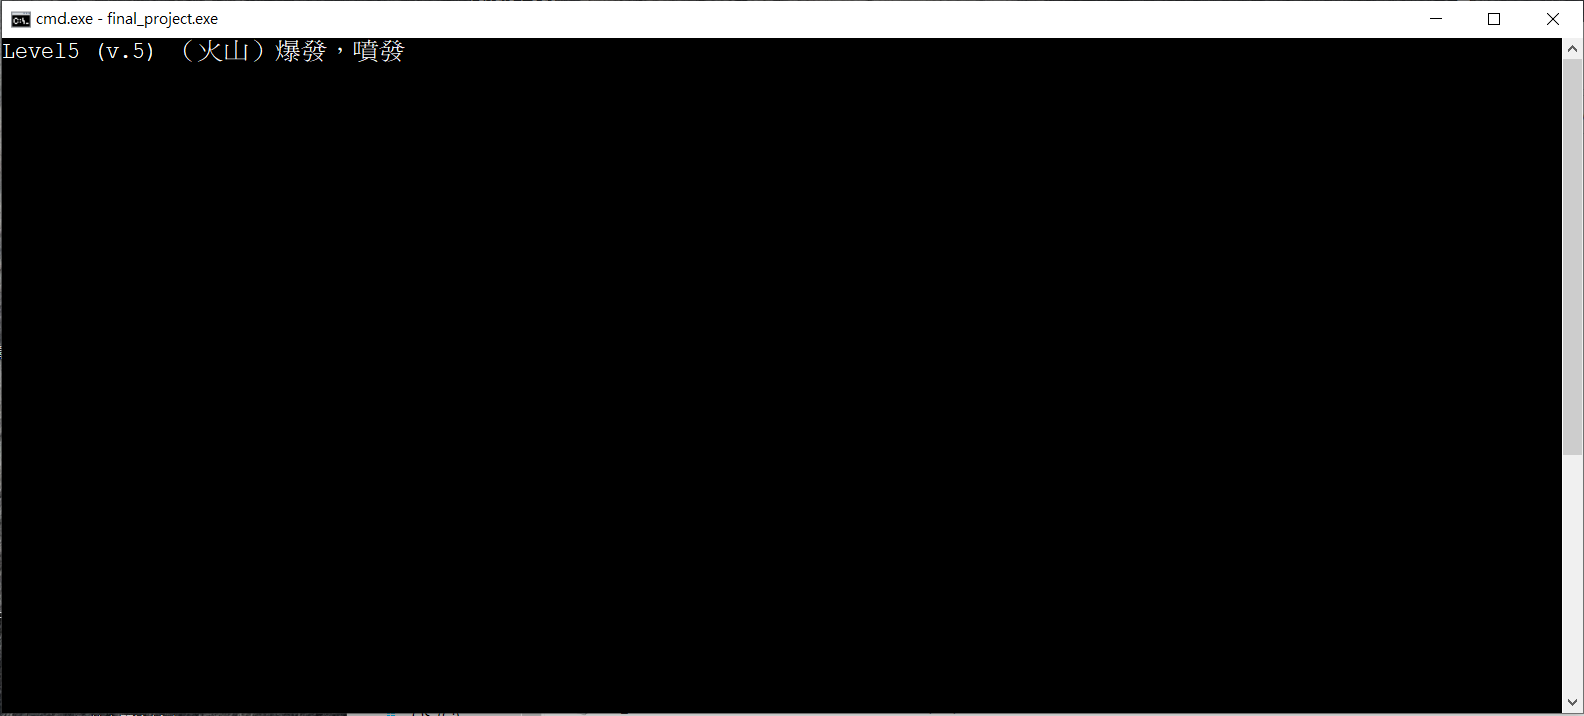 cmd.exe - final_project.exe
Level5 (v.5) （火山）爆發，噴發